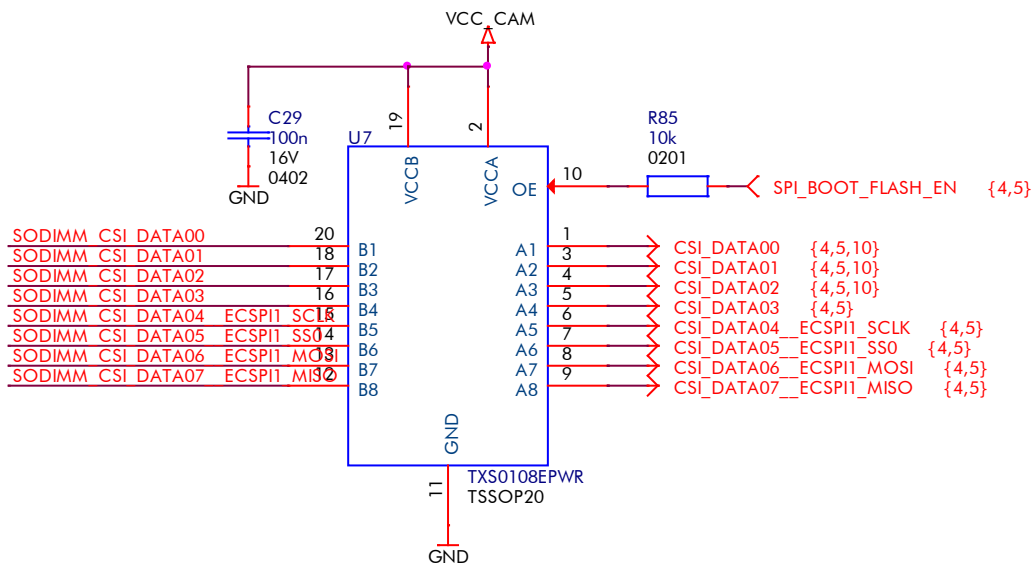 VCC_CAM
C29
100n
16V
0402
GND
U7
19
2
VCCB
VCCA
OE
10
R85
10k
0201
SPI_BOOT_FLASH_EN {4,5}
SODIMM_CSI_DATA00 20 B1 A1 1 CSI_DATA00 {4,5,10}
SODIMM_CSI_DATA01 18 B2 A2 3 CSI_DATA01 {4,5,10}
SODIMM_CSI_DATA02 17 B3 A3 4 CSI_DATA02 {4,5,10}
SODIMM_CSI_DATA03 16 B4 A4 5 CSI_DATA03 {4,5}
SODIMM_CSI_DATA04__ECSPI1_SCLK 15 B5 A5 6 CSI_DATA04__ECSPI1_SCLK {4,5}
SODIMM_CSI_DATA05__ECSPI1_SS0 14 B6 A6 7 CSI_DATA05__ECSPI1_SS0 {4,5}
SODIMM_CSI_DATA06__ECSPI1_MOSI 13 B7 A7 8 CSI_DATA06__ECSPI1_MOSI {4,5}
SODIMM_CSI_DATA07__ECSPI1_MISO 12 B8 A8 9 CSI_DATA07__ECSPI1_MISO {4,5}
GND
11
TXS0108EPWR
TSSOP20
GND